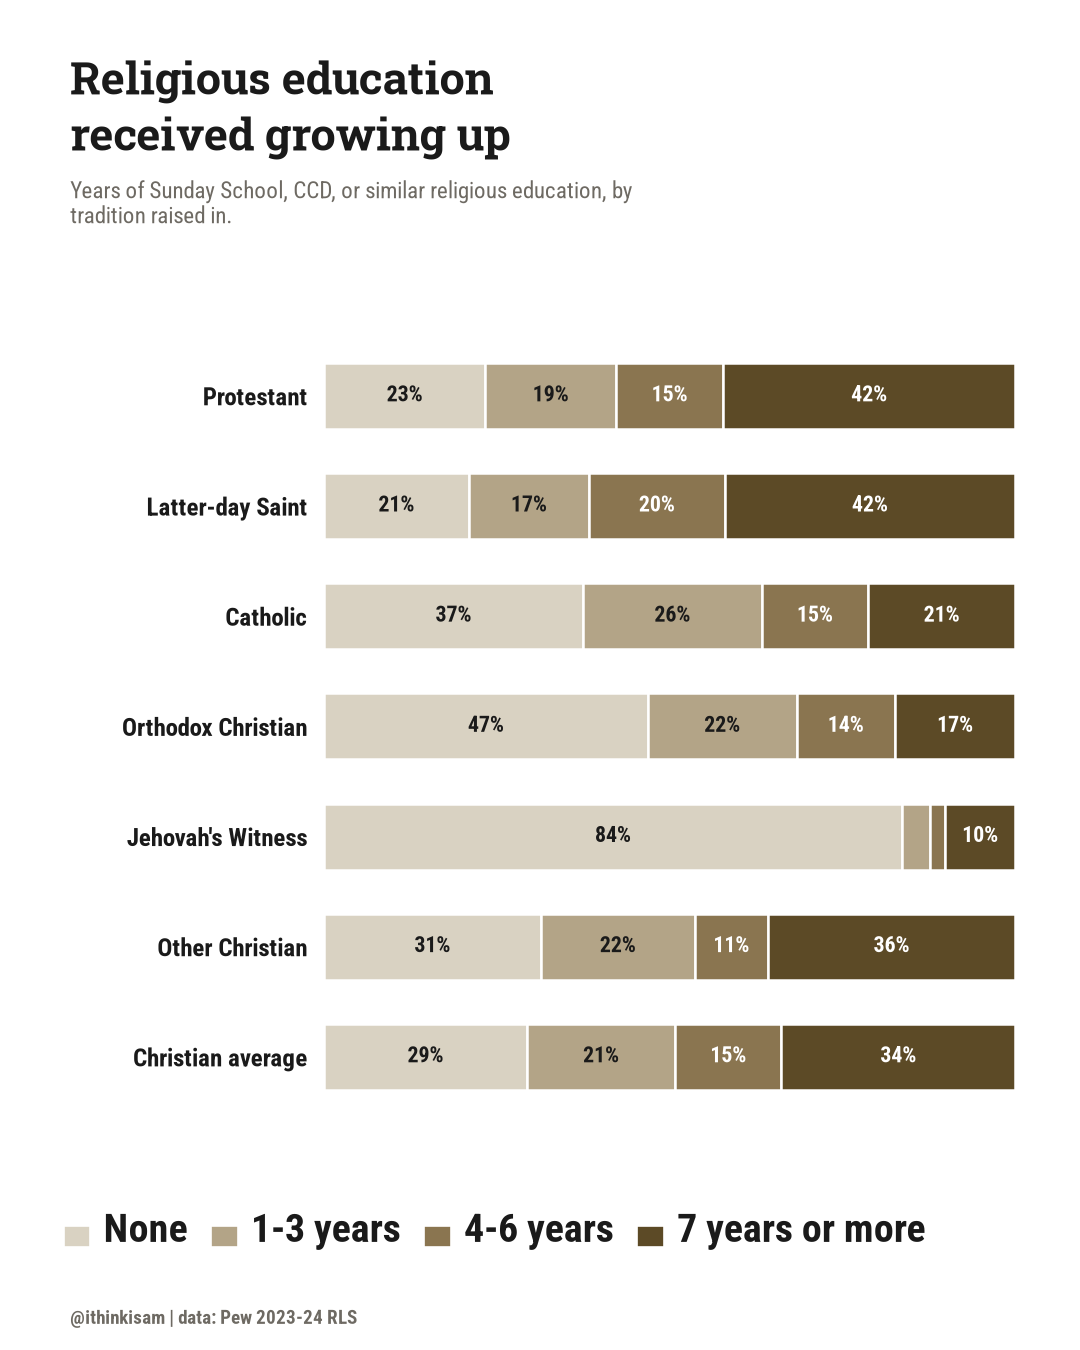 Religious education
received growing up
Years of Sunday School, CCD, or similar religious education, by
tradition raised in.
Protestant 23% 19% 15% 42%
Latter-day Saint 21% 17% 20% 42%
Catholic 37% 26% 15% 21%
Orthodox Christian 47% 22% 14% 17%
Jehovah's Witness 84% 10%
Other Christian 31% 22% 11% 36%
Christian average 29% 21% 15% 34%
None 1-3 years 4-6 years 7 years or more
@ithinkisam | data: Pew 2023-24 RLS